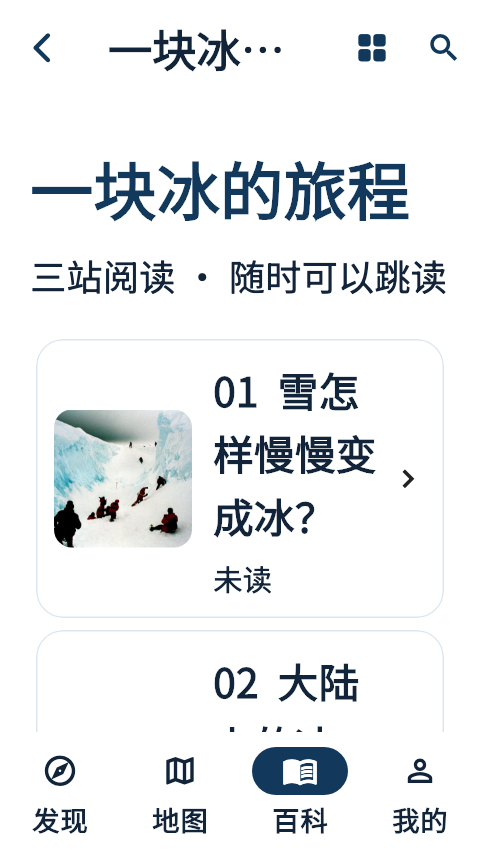 一块冰…
一块冰的旅程
三站阅读 · 随时可以跳读
01 雪怎
样慢慢变
成冰？
未读
02 大陆
发现
地图
百科
我的